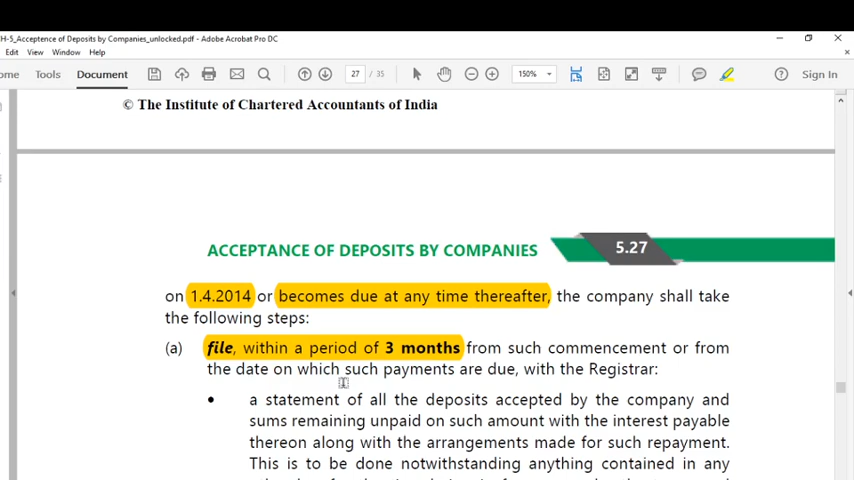 H-5_Acceptence of Deposits by Companies_unlocked.pdf - Adobe Acrobat Pro DC
Edit View Window Help
ome Tools Document 27 / 35 150% Sign In
© The Institute of Chartered Accountants of India
ACCEPTANCE OF DEPOSITS BY COMPANIES 5.27
on 1.4.2014 or becomes due at any time thereafter, the company shall take
the following steps:
(a) file, within a period of 3 months from such commencement or from
the date on which such payments are due, with the Registrar:
• a statement of all the deposits accepted by the company and
sums remaining unpaid on such amount with the interest payable
thereon along with the arrangements made for such repayment.
This is to be done notwithstanding anything contained in any